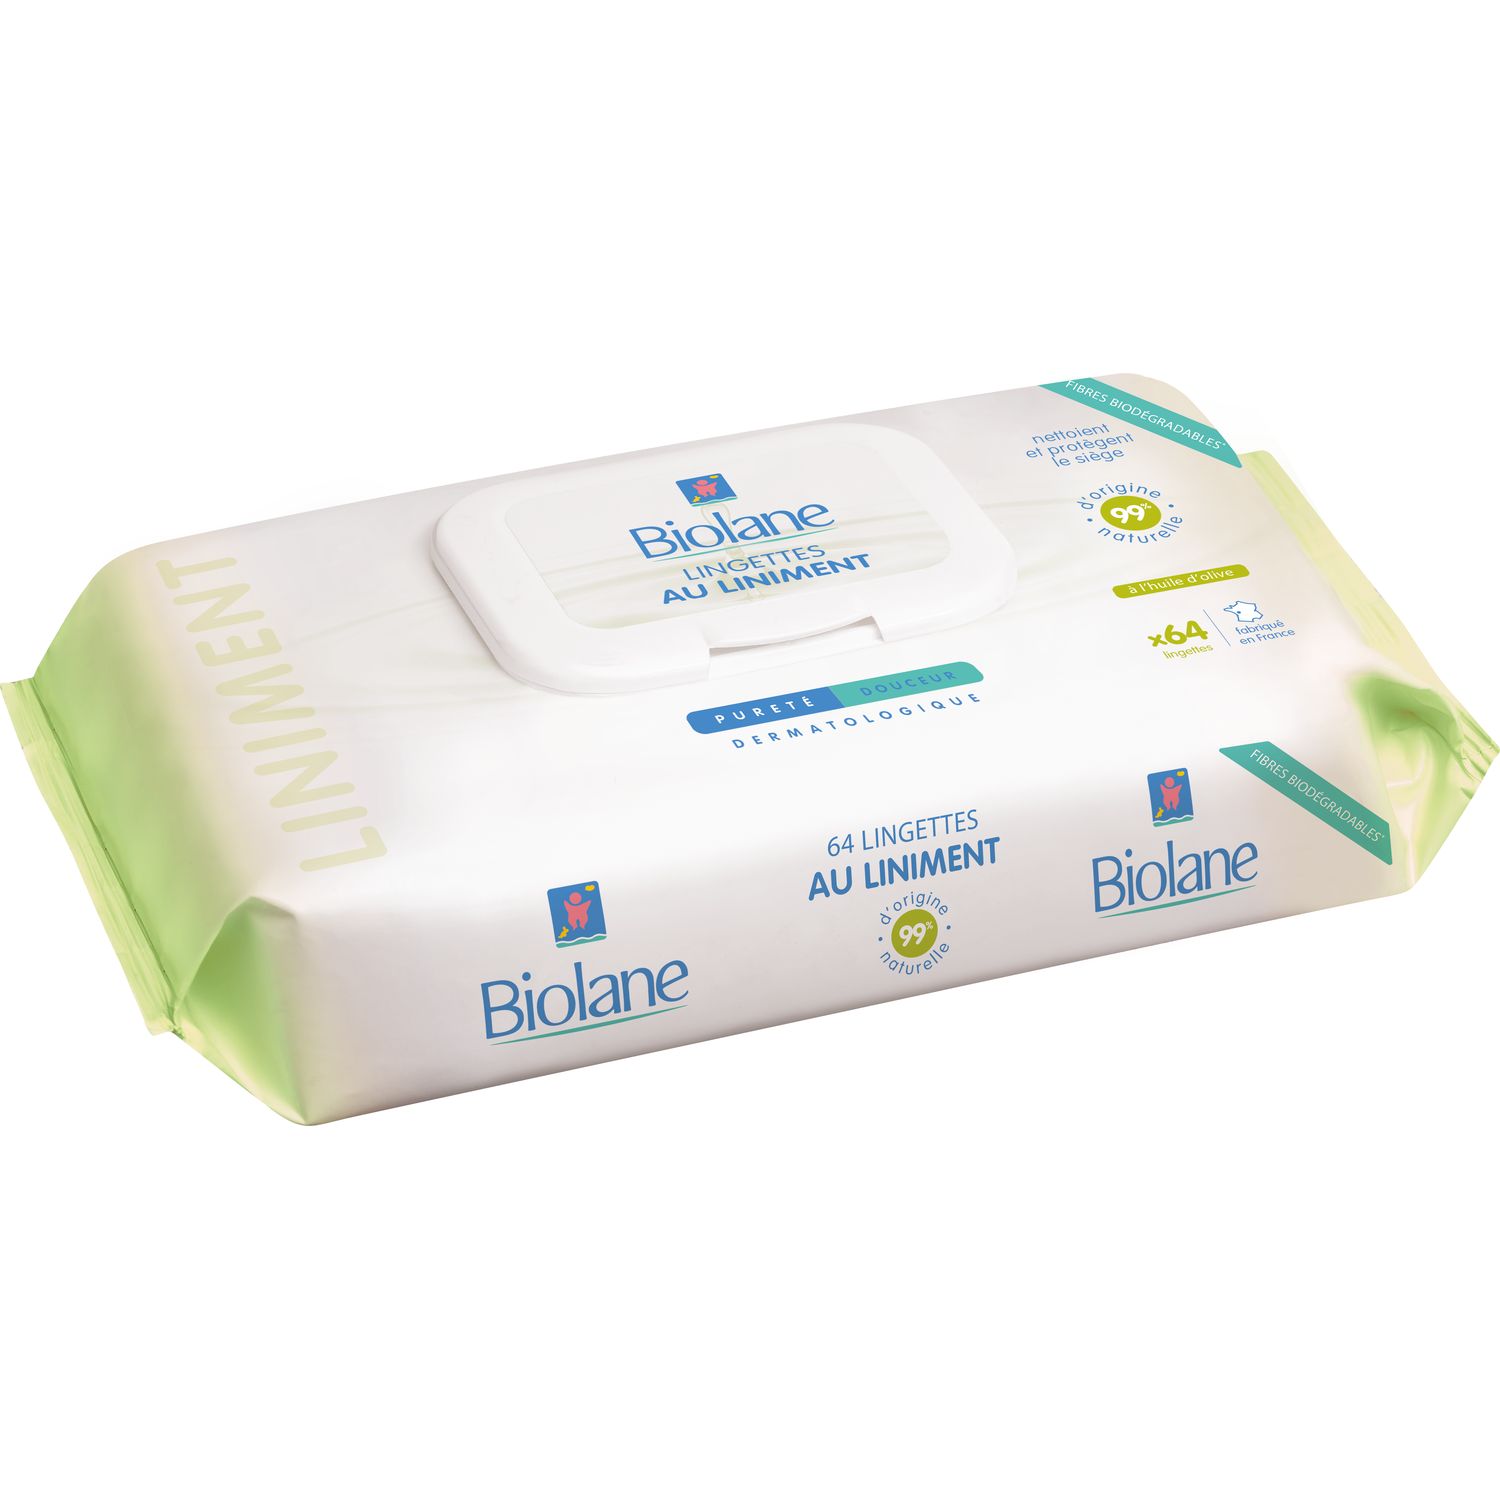 FIBRES BIODÉGRADABLES*
nettoient
et protègent
le siège
d'origine
99%
naturelle
à l'huile d'olive
x64
lingettes
fabriqué
en France
Biolane
LINGETTES
AU LINIMENT
LINIMENT
PURETÉ DOUCEUR
DERMATOLOGIQUE
FIBRES BIODÉGRADABLES*
64 LINGETTES
AU LINIMENT
d'origine
99%
naturelle
Biolane
Biolane